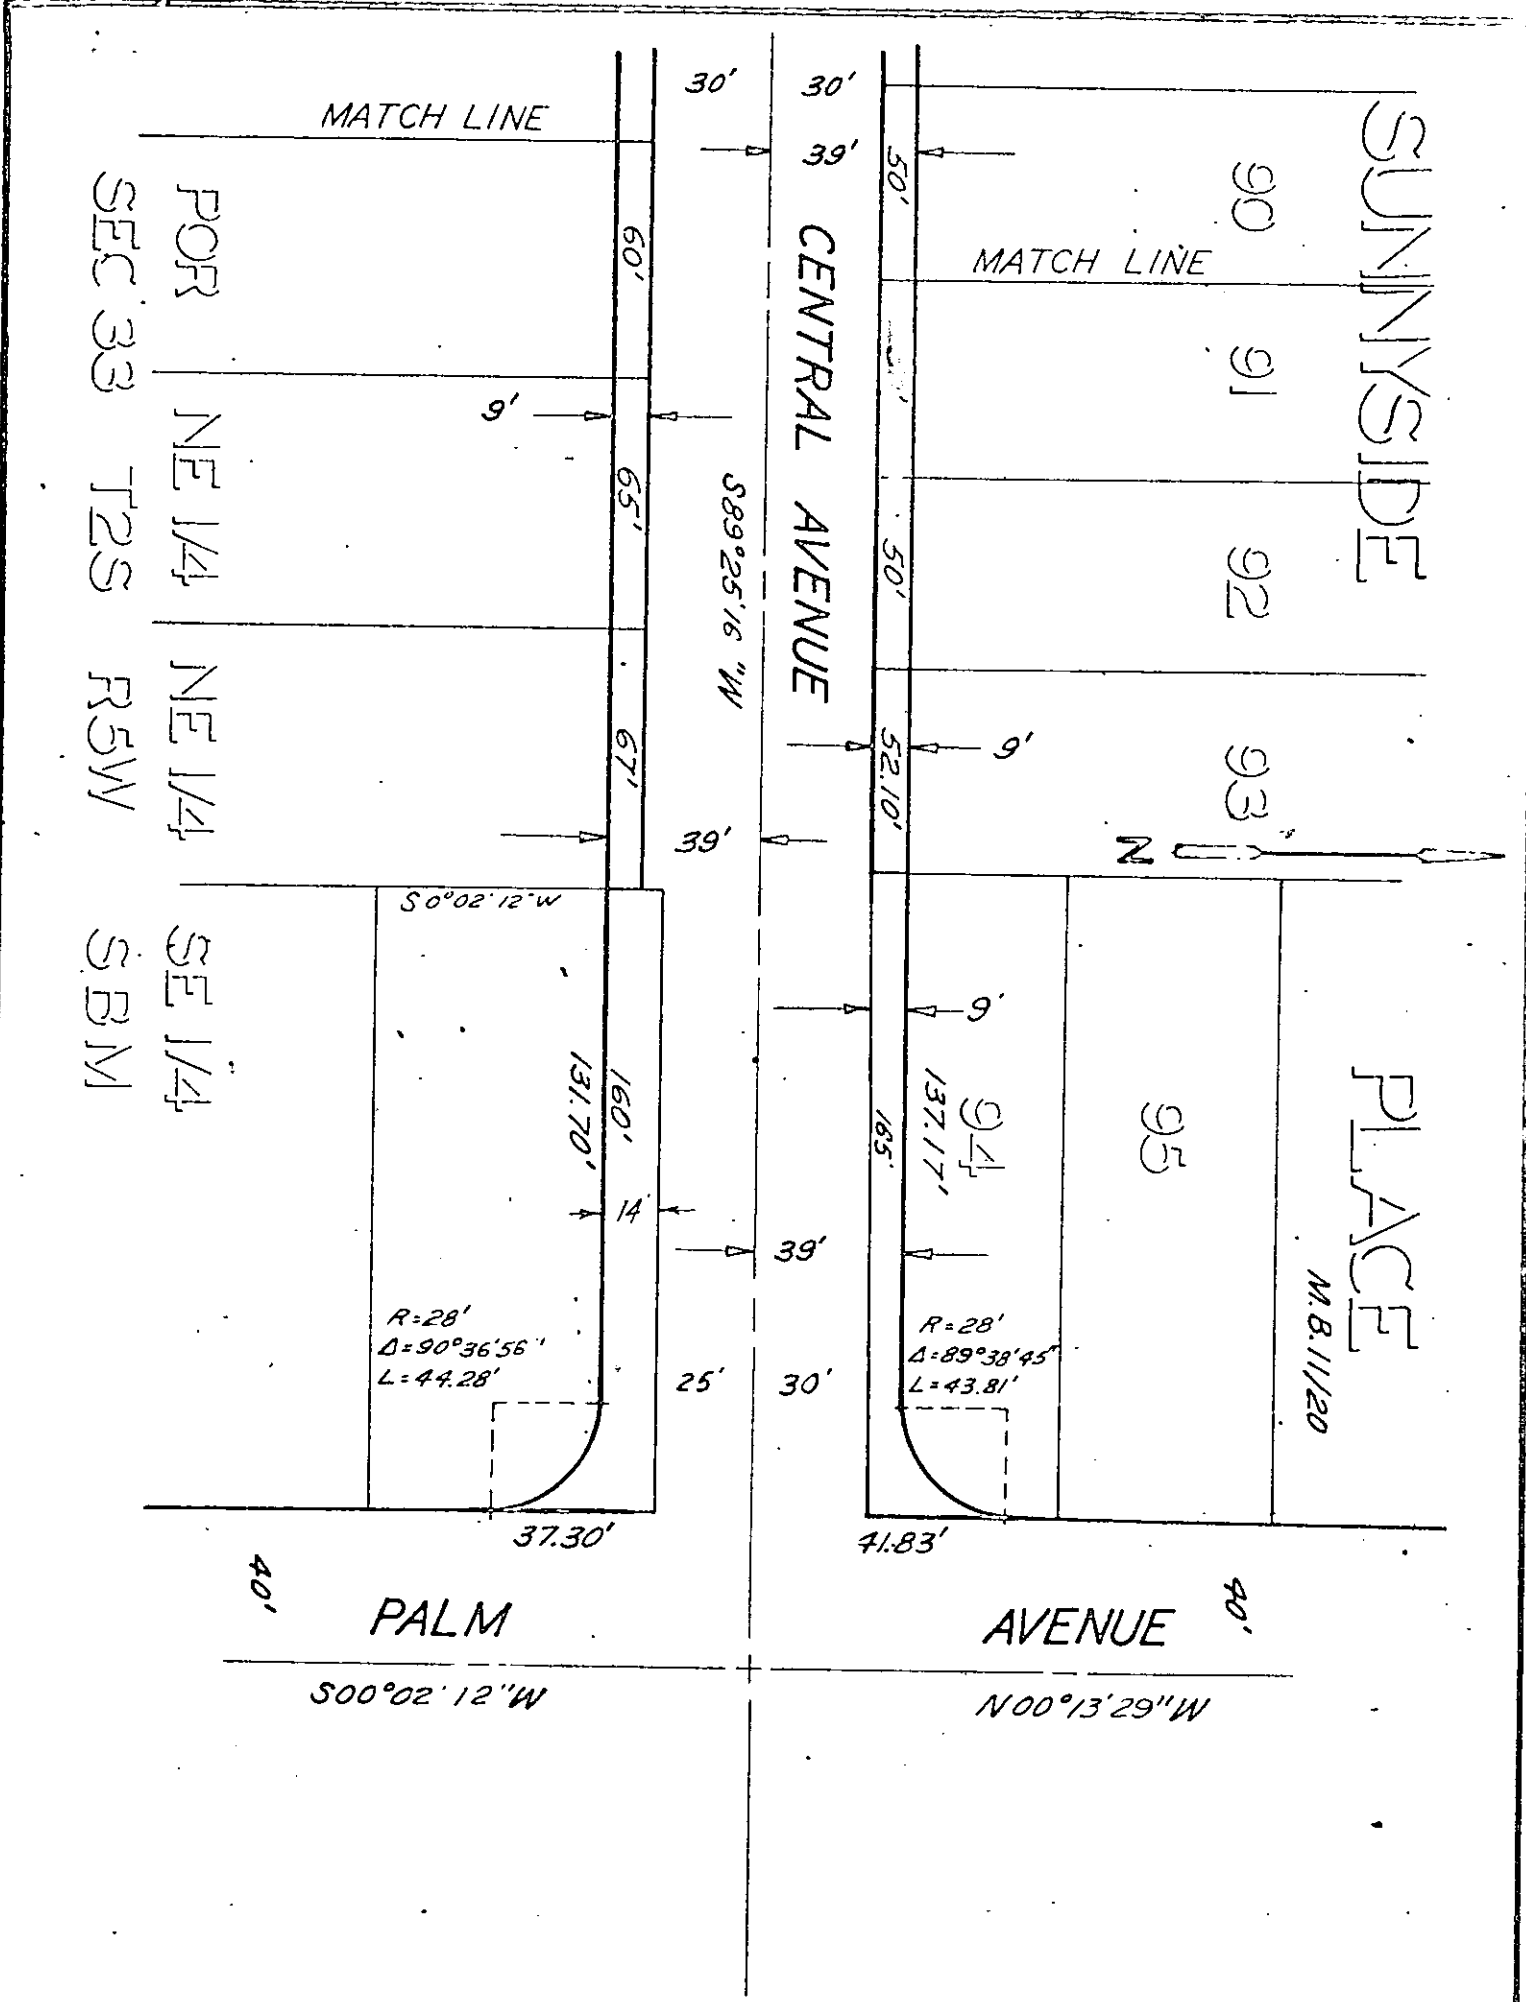 SUNNYSIDE PLACE
M.B. 11/20
90
91
92
93
94
95
N
MATCH LINE
MATCH LINE
30'
30'
39'
50'
50'
52.10'
9'
9'
137.17'
165'
39'
CENTRAL AVENUE
S89°25'16"W
60'
65'
67'
9'
39'
S0°02'12"W
160'
131.70'
14'
25'
30'
R=28'
Δ=90°36'56"
L=44.28'
R=28'
Δ=89°38'45"
L=43.81'
37.30'
41.83'
40'
40'
PALM AVENUE
S00°02'12"W
N00°13'29"W
POR NE 1/4 NE 1/4 SE 1/4
SEC 33 T2S R5W SBM